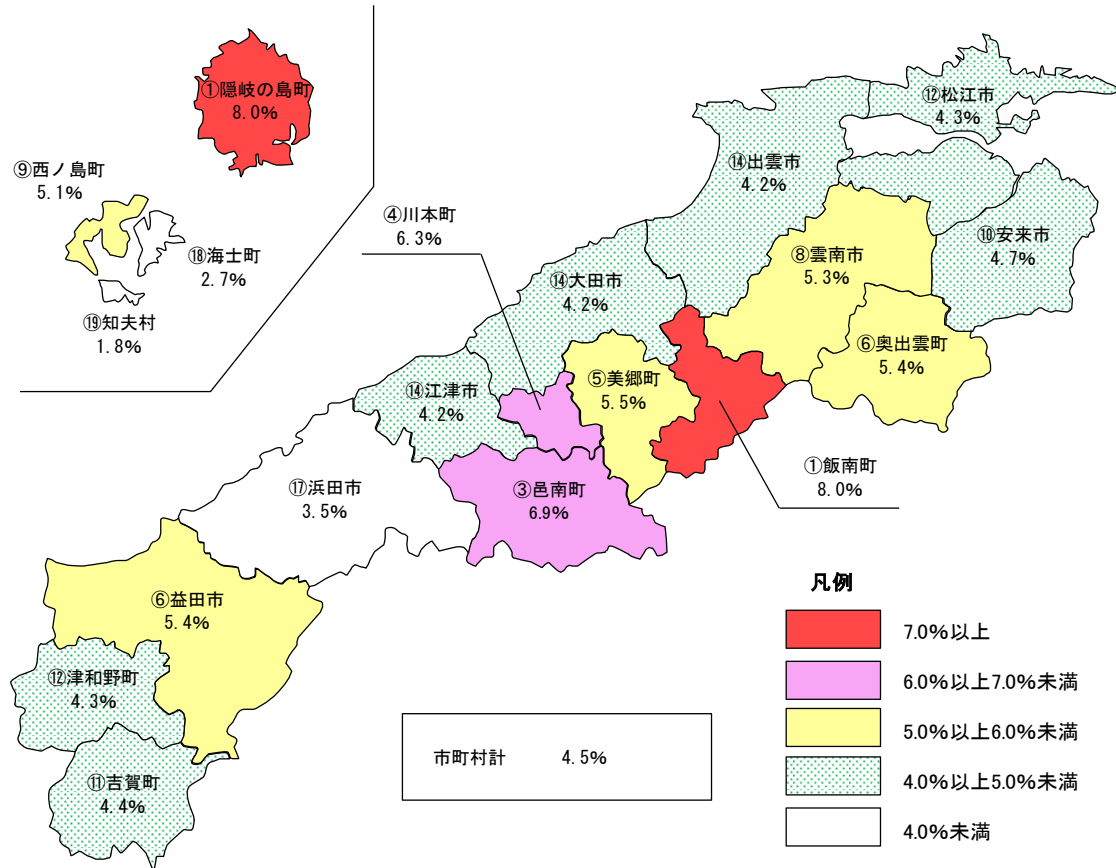 ①隠岐の島町
8.0%
⑨西ノ島町
5.1%
⑱海士町
2.7%
⑲知夫村
1.8%
⑫松江市
4.3%
⑭出雲市
4.2%
④川本町
6.3%
⑩安来市
4.7%
⑧雲南市
5.3%
⑭大田市
4.2%
⑥奥出雲町
5.4%
⑤美郷町
5.5%
⑭江津市
4.2%
①飯南町
8.0%
③邑南町
6.9%
⑰浜田市
3.5%
⑥益田市
5.4%
⑫津和野町
4.3%
⑪吉賀町
4.4%
市町村計 4.5%
凡例
7.0%以上
6.0%以上7.0%未満
5.0%以上6.0%未満
4.0%以上5.0%未満
4.0%未満